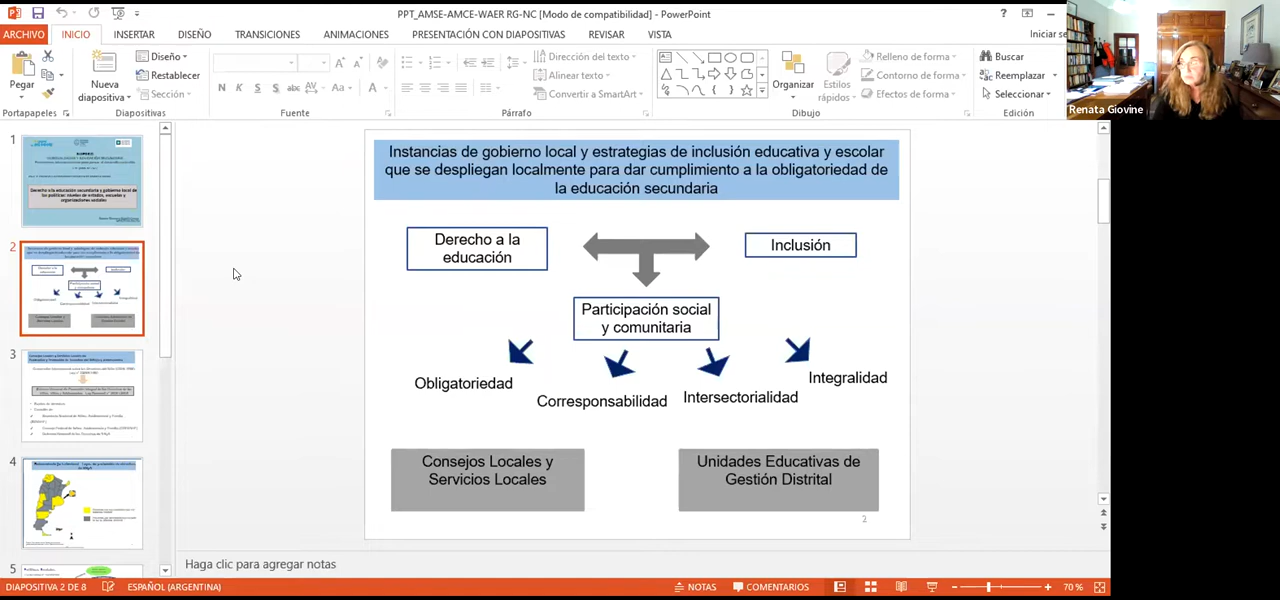 PPT_AMSE-AMCE-WAER RG-NC [Modo de compatibilidad] - PowerPoint
ARCHIVO INICIO INSERTAR DISEÑO TRANSICIONES ANIMACIONES PRESENTACION CON DIAPOSITIVAS REVISAR VISTA Iniciar se
Pegar
Nueva diapositiva
Diseño
Restablecer
Sección
Dirección del texto
Alinear texto
Convertir a SmartArt
Organizar
Estilos rápidos
Relleno de forma
Contorno de forma
Efectos de forma
Buscar
Reemplazar
Seleccionar
Portapapeles Diapositivas Fuente Párrafo Dibujo Edición
Renata Giovine
1
2
3
4
5
Instancias de gobierno local y estrategias de inclusión educativa y escolar
que se despliegan localmente para dar cumplimiento a la obligatoriedad de
la educación secundaria
Derecho a la
educación
Inclusión
Participación social
y comunitaria
Obligatoriedad
Corresponsabilidad
Intersectorialidad
Integralidad
Consejos Locales y
Servicios Locales
Unidades Educativas de
Gestión Distrital
2
Haga clic para agregar notas
DIAPOSITIVA 2 DE 8 ESPAÑOL (ARGENTINA) NOTAS COMENTARIOS 70 %